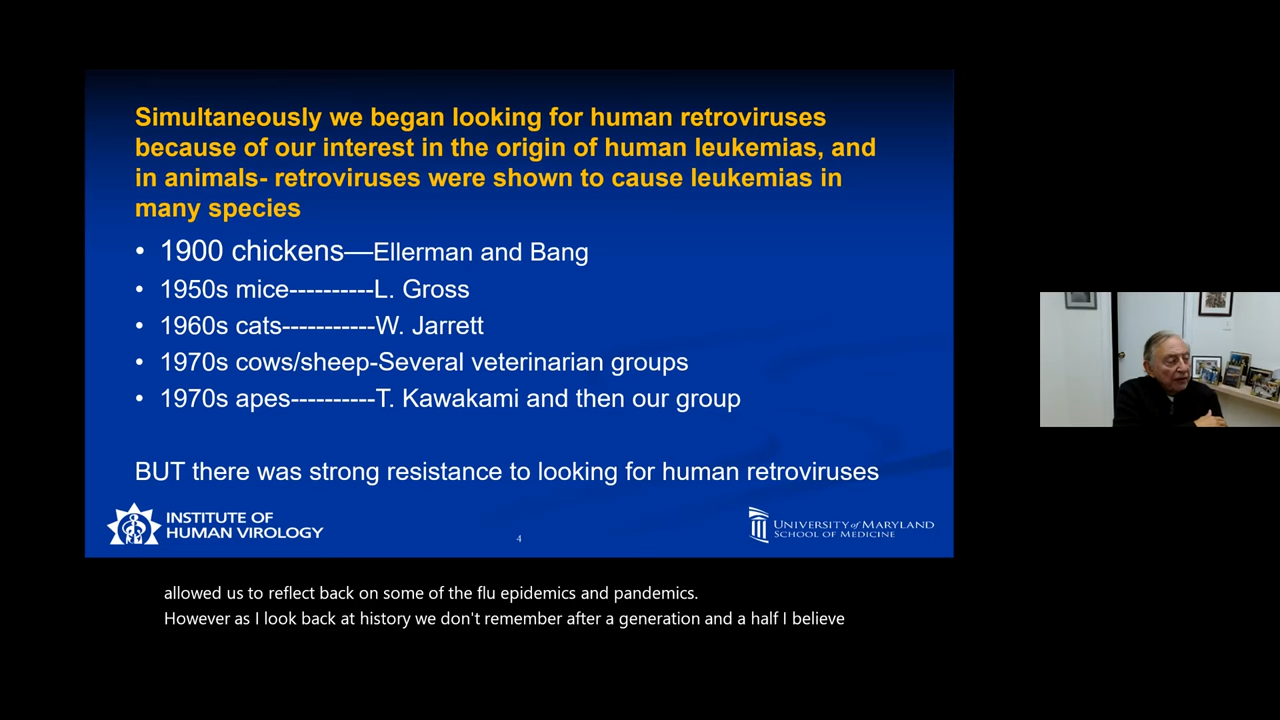 Simultaneously we began looking for human retroviruses
because of our interest in the origin of human leukemias, and
in animals- retroviruses were shown to cause leukemias in
many species
• 1900 chickens—Ellerman and Bang
• 1950s mice----------L. Gross
• 1960s cats-----------W. Jarrett
• 1970s cows/sheep-Several veterinarian groups
• 1970s apes----------T. Kawakami and then our group
BUT there was strong resistance to looking for human retroviruses
INSTITUTE OF
HUMAN VIROLOGY
4
UNIVERSITY of MARYLAND
SCHOOL OF MEDICINE
allowed us to reflect back on some of the flu epidemics and pandemics.
However as I look back at history we don't remember after a generation and a half I believe